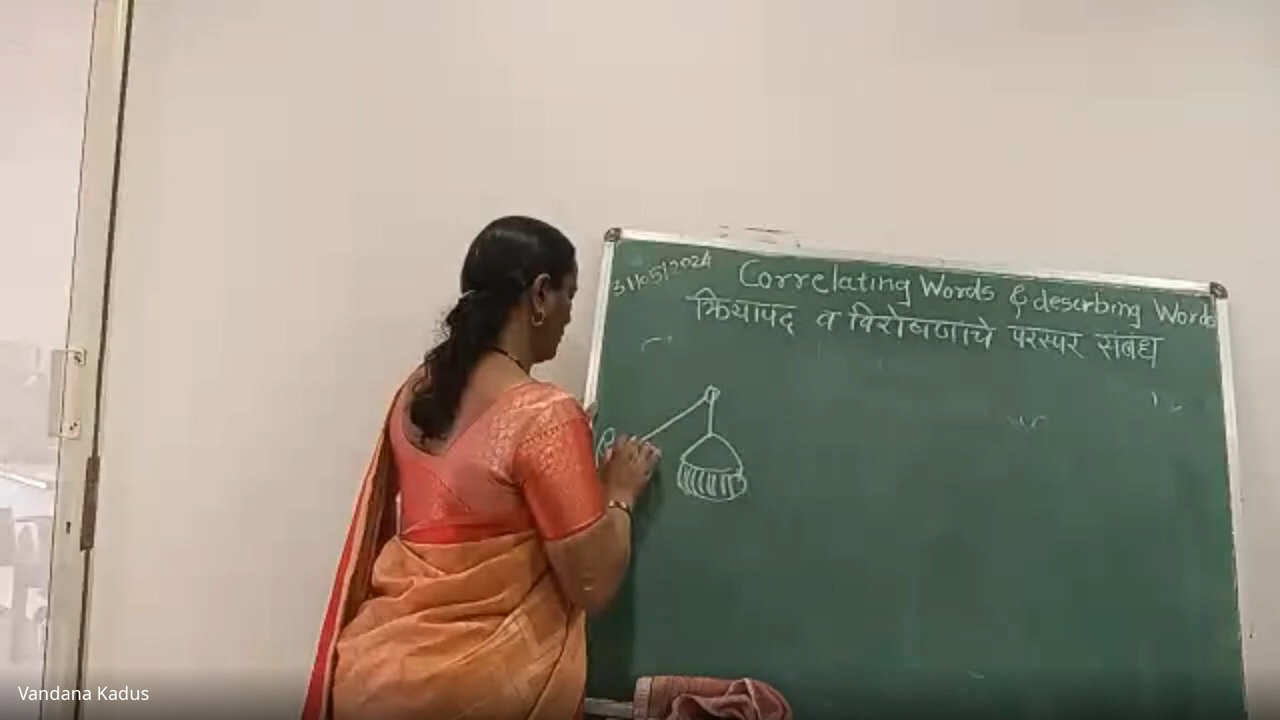 31/05/2024
Correlating Words & describing Words
क्रियापद व विशेषणाचे परस्पर संबंध
Vandana Kadus